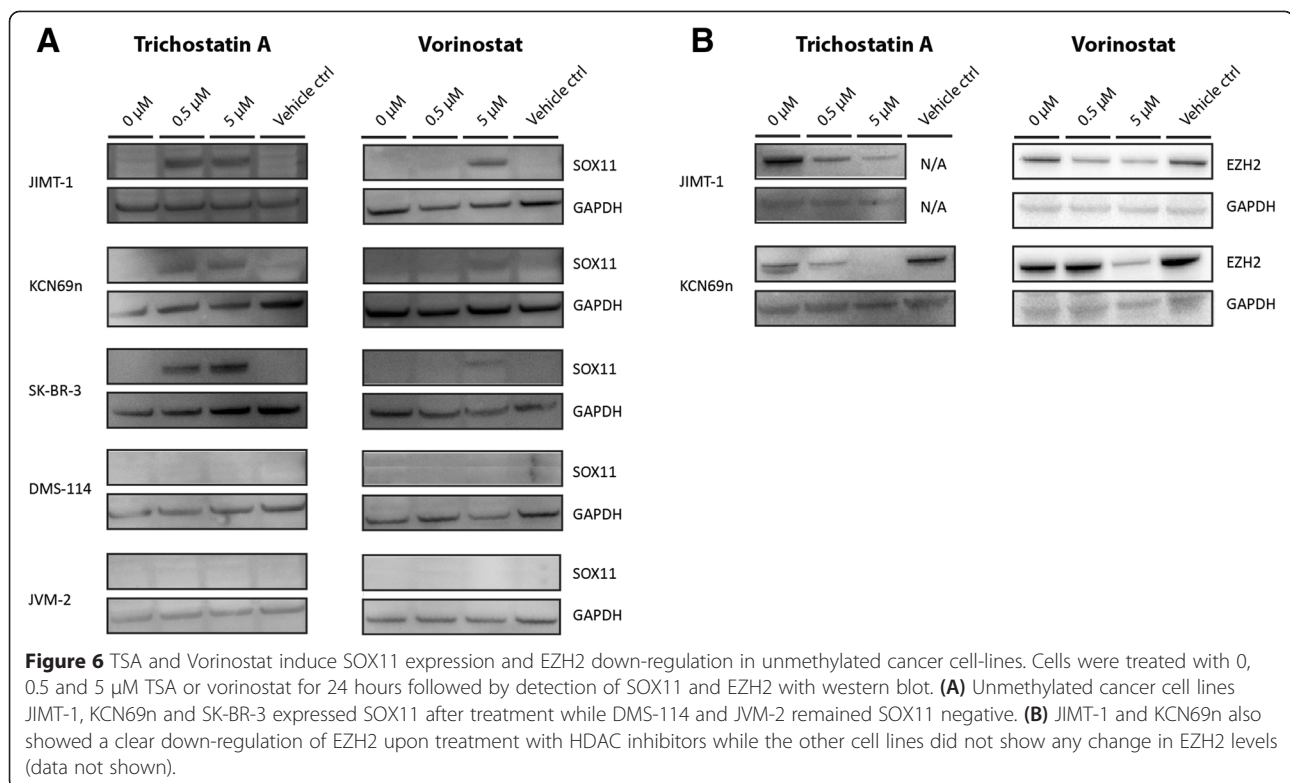 A
Trichostatin A
Vorinostat
0 µM
0.5 µM
5 µM
Vehicle ctrl
0 µM
0.5 µM
5 µM
Vehicle ctrl
JIMT-1
SOX11
GAPDH
KCN69n
SOX11
GAPDH
SK-BR-3
SOX11
GAPDH
DMS-114
SOX11
GAPDH
JVM-2
SOX11
GAPDH
B
Trichostatin A
Vorinostat
0 µM
0.5 µM
5 µM
Vehicle ctrl
0 µM
0.5 µM
5 µM
Vehicle ctrl
JIMT-1
N/A
EZH2
N/A
GAPDH
KCN69n
EZH2
GAPDH
Figure 6 TSA and Vorinostat induce SOX11 expression and EZH2 down-regulation in unmethylated cancer cell-lines. Cells were treated with 0,
0.5 and 5 µM TSA or vorinostat for 24 hours followed by detection of SOX11 and EZH2 with western blot. (A) Unmethylated cancer cell lines
JIMT-1, KCN69n and SK-BR-3 expressed SOX11 after treatment while DMS-114 and JVM-2 remained SOX11 negative. (B) JIMT-1 and KCN69n also
showed a clear down-regulation of EZH2 upon treatment with HDAC inhibitors while the other cell lines did not show any change in EZH2 levels
(data not shown).